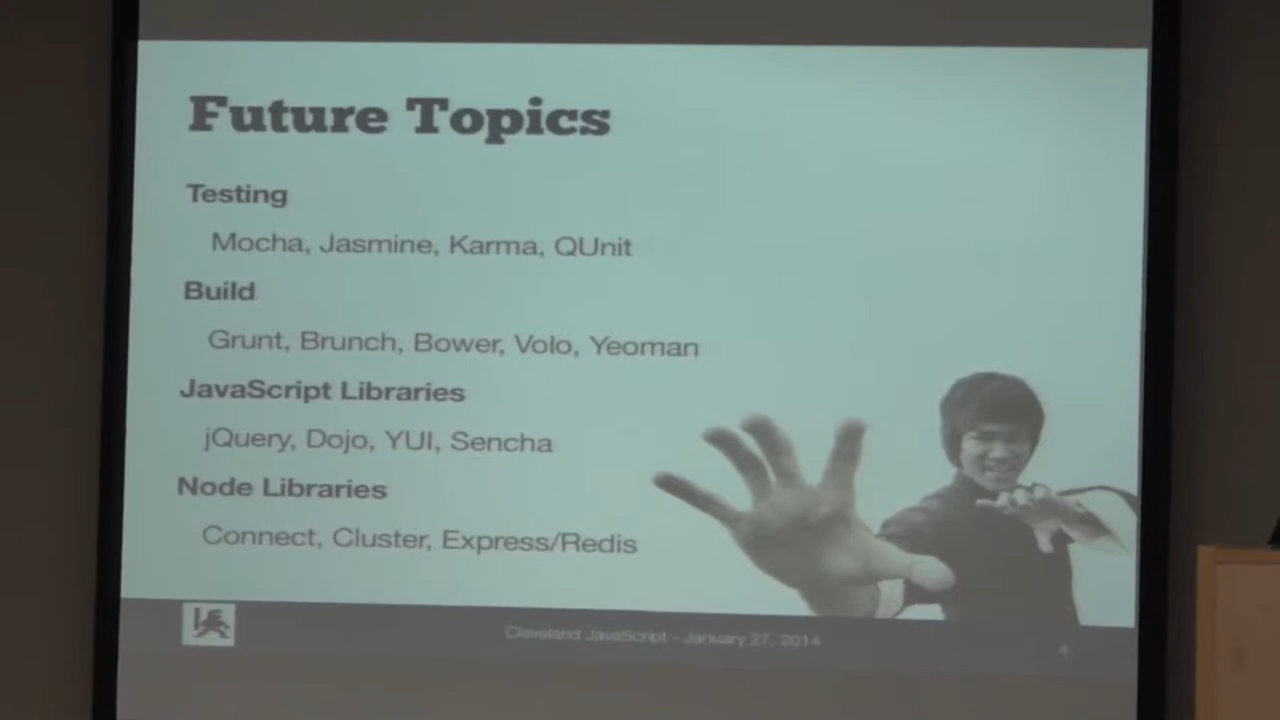 Future Topics
Testing
Mocha, Jasmine, Karma, QUnit
Build
Grunt, Brunch, Bower, Volo, Yeoman
JavaScript Libraries
jQuery, Dojo, YUI, Sencha
Node Libraries
Connect, Cluster, Express/Redis
Cleveland JavaScript - January 27, 2014